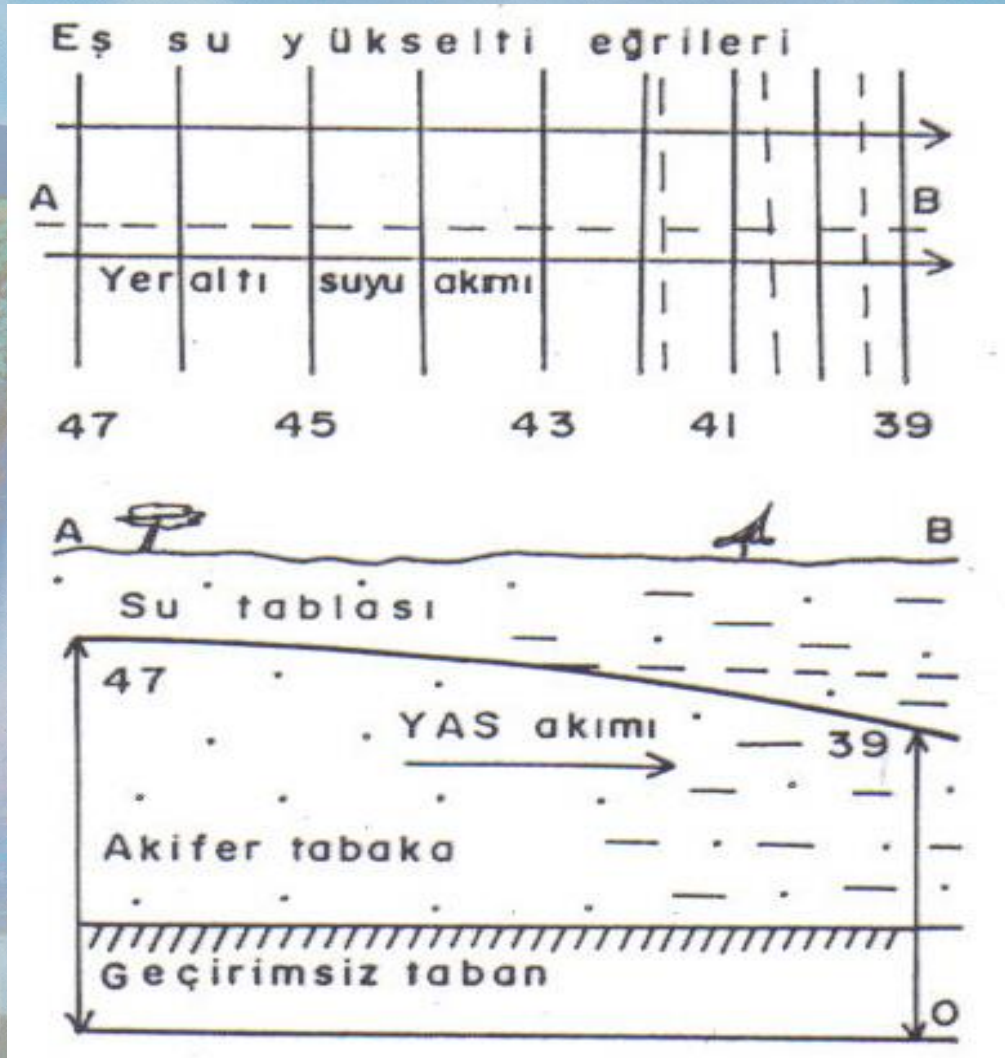 Eş su yükselti eğrileri
A B
Yeraltı suyu akımı
47 45 43 41 39
A B
Su tablası
47
YAS akımı
39
Akifer tabaka
Geçirimsiz taban
O